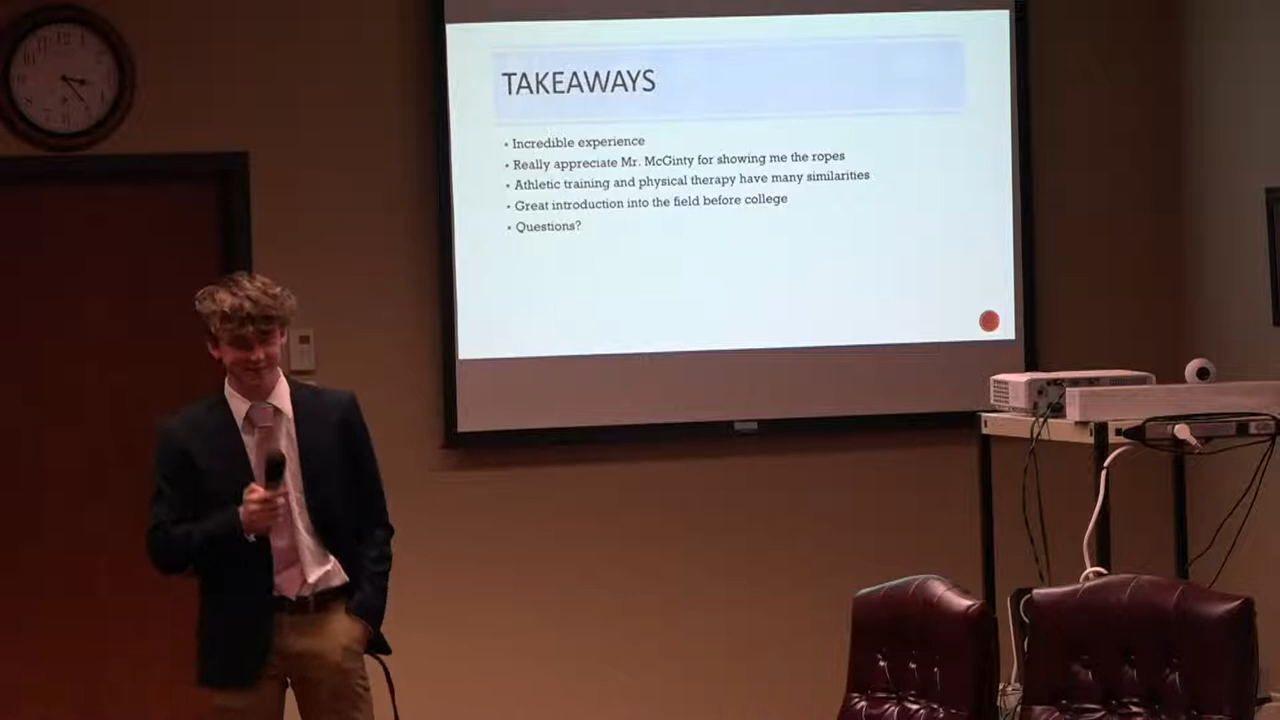 TAKEAWAYS
• Incredible experience
• Really appreciate Mr. McGinty for showing me the ropes
• Athletic training and physical therapy have many similarities
• Great introduction into the field before college
• Questions?